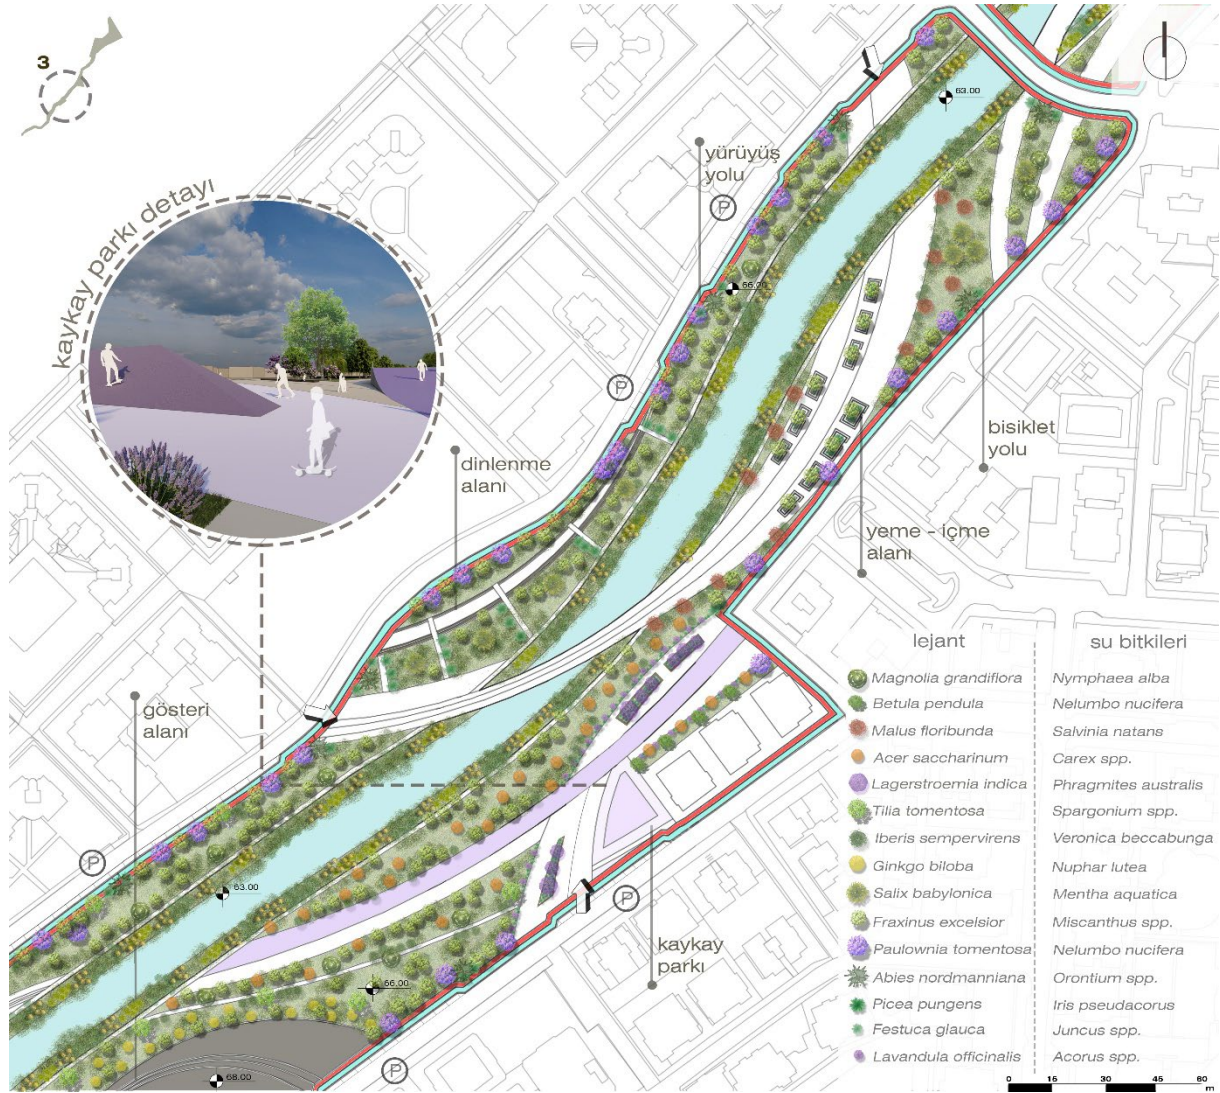 3
63.00
yürüyüş
yolu
P
kaykay parkı detayı
66.00
P
bisiklet
yolu
dinlenme
alanı
yeme - içme
alanı
gösteri
alanı
lejant
su bitkileri
Magnolia grandiflora
Nymphaea alba
Betula pendula
Nelumbo nucifera
Malus floribunda
Salvinia natans
Acer saccharinum
Carex spp.
Lagerstroemia indica
Phragmites australis
Tilia tomentosa
Spargonium spp.
Iberis sempervirens
Veronica beccabunga
Ginkgo biloba
Nuphar lutea
Salix babylonica
Mentha aquatica
Fraxinus excelsior
Miscanthus spp.
Paulownia tomentosa
Nelumbo nucifera
Abies nordmanniana
Orontium spp.
Picea pungens
Iris pseudacorus
Festuca glauca
Juncus spp.
Lavandula officinalis
Acorus spp.
P
63.00
P
kaykay
parkı
66.00
P
68.00
0 15 30 45 60
m